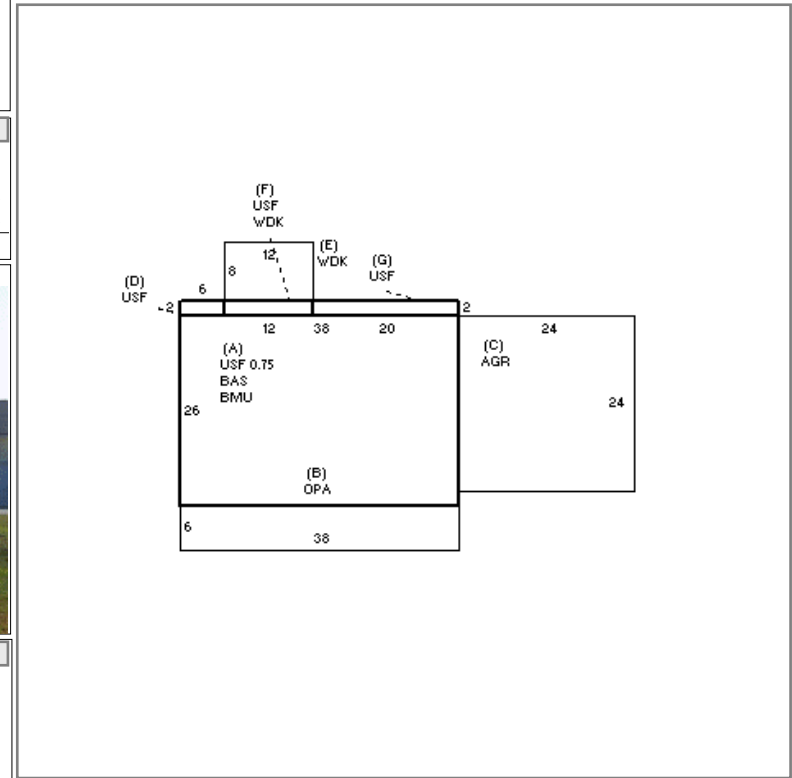 (F)
USF
WDK
12
(E)
WDK
8
(G)
USF
(D)
USF
6
2
2
12
38
20
24
(A)
USF 0.75
BAS
BMU
(C)
AGR
26
24
(B)
OPA
6
38